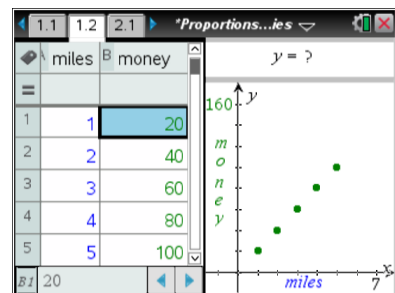 1.1 1.2 2.1 *Proportions...ies
A miles B money
=
1 1 20
2 2 40
3 3 60
4 4 80
5 5 100
B1 20
y = ?
160 y
money
miles 7 x